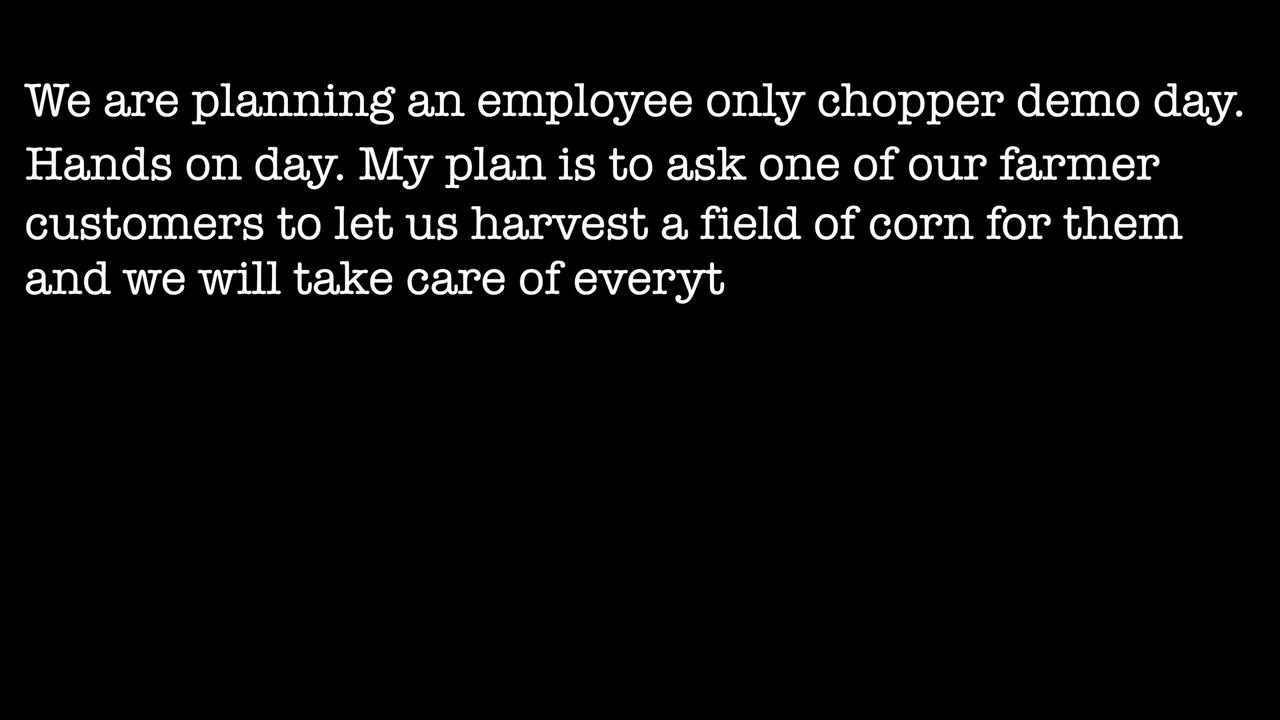 We are planning an employee only chopper demo day.
Hands on day. My plan is to ask one of our farmer
customers to let us harvest a field of corn for them
and we will take care of everyt